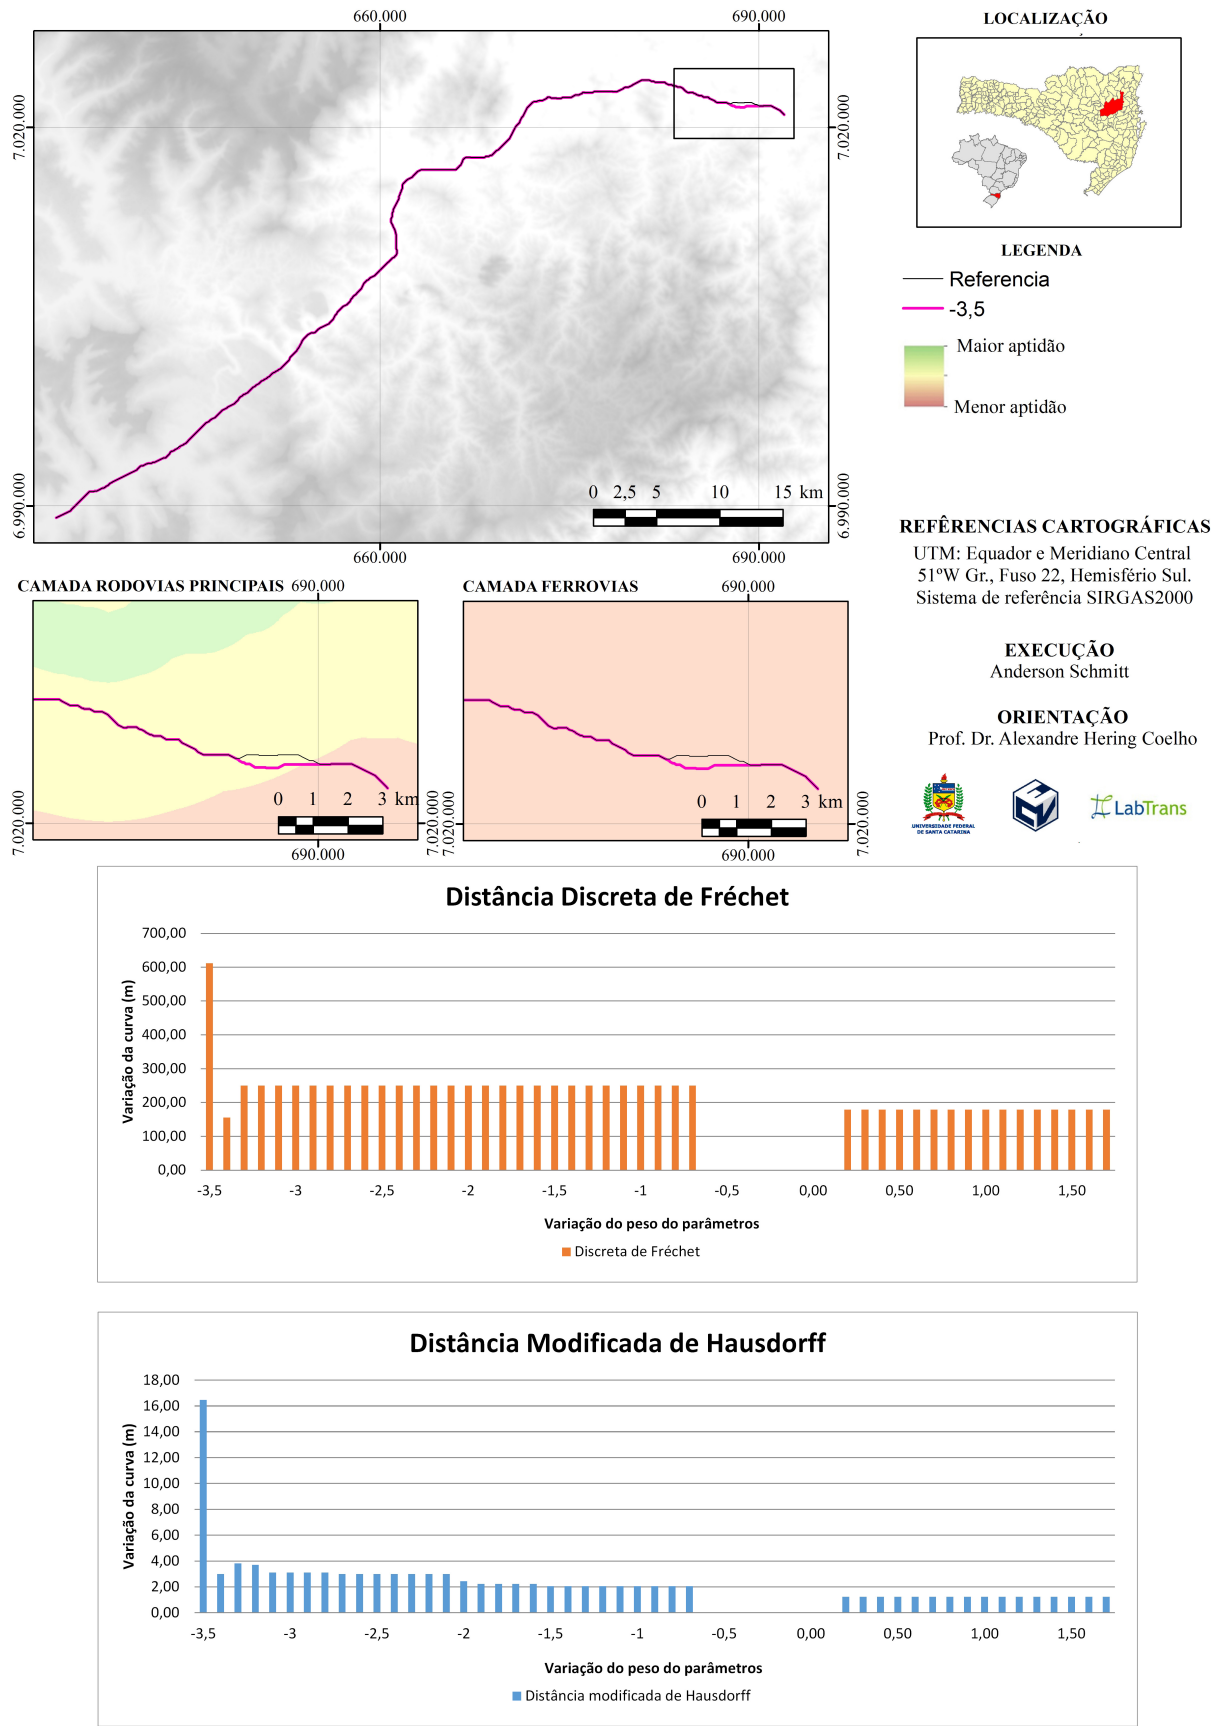 660.000
690.000
7.020.000
7.020.000
6.990.000
6.990.000
0 2,5 5 10 15 km
660.000
690.000
LOCALIZAÇÃO
LEGENDA
Referencia
-3,5
Maior aptidão
Menor aptidão
REFÊRENCIAS CARTOGRÁFICAS
UTM: Equador e Meridiano Central
51ºW Gr., Fuso 22, Hemisfério Sul.
Sistema de referência SIRGAS2000
EXECUÇÃO
Anderson Schmitt
ORIENTAÇÃO
Prof. Dr. Alexandre Hering Coelho
UNIVERSIDADE FEDERAL
DE SANTA CATARINA
LabTrans
CAMADA RODOVIAS PRINCIPAIS
690.000
0 1 2 3 km
7.020.000
7.020.000
690.000
CAMADA FERROVIAS
690.000
0 1 2 3 km
7.020.000
7.020.000
690.000
Distância Discreta de Fréchet
Variação da curva (m)
700,00
600,00
500,00
400,00
300,00
200,00
100,00
0,00
-3,5 -3 -2,5 -2 -1,5 -1 -0,5 0,00 0,50 1,00 1,50
Variação do peso do parâmetros
Discreta de Fréchet
Distância Modificada de Hausdorff
Variação da curva (m)
18,00
16,00
14,00
12,00
10,00
8,00
6,00
4,00
2,00
0,00
-3,5 -3 -2,5 -2 -1,5 -1 -0,5 0,00 0,50 1,00 1,50
Variação do peso do parâmetros
Distância modificada de Hausdorff